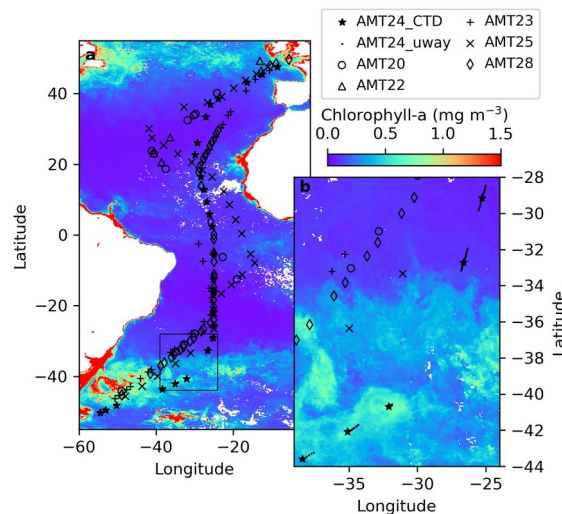 AMT24_CTD
AMT24_uway
AMT20
AMT22
AMT23
AMT25
AMT28
Chlorophyll-a (mg m⁻³)
0.0 0.5 1.0 1.5
a
40
20
0
−20
−40
Latitude
−60 −40 −20
Longitude
b
−28
−30
−32
−34
−36
−38
−40
−42
−44
Latitude
−35 −30 −25
Longitude